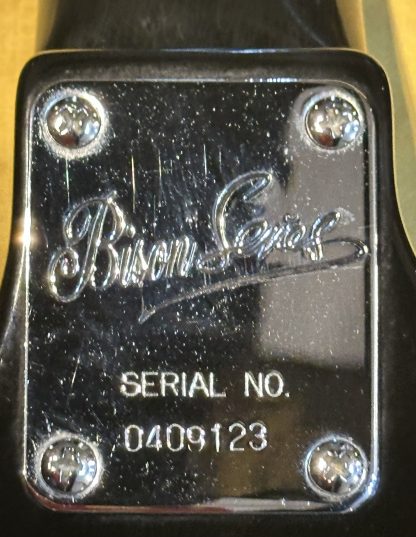 Bison Series
SERIAL NO.
0409123